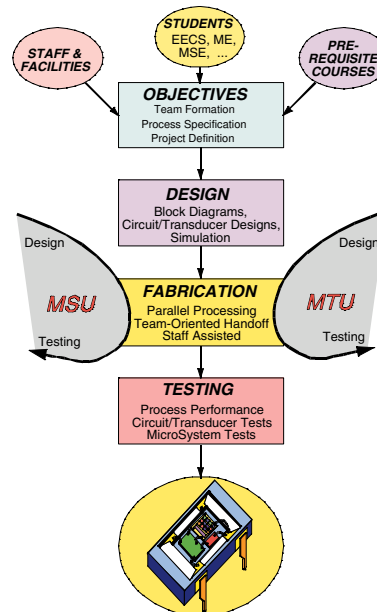 STUDENTS
EECS, ME,
MSE, ...
STAFF &
FACILITIES
PRE-
REQUISITE
COURSES
OBJECTIVES
Team Formation
Process Specification
Project Definition
DESIGN
Block Diagrams,
Circuit/Transducer Designs,
Simulation
Design
MSU
Testing
FABRICATION
Parallel Processing
Team-Oriented Handoff
Staff Assisted
Design
MTU
Testing
TESTING
Process Performance
Circuit/Transducer Tests
MicroSystem Tests